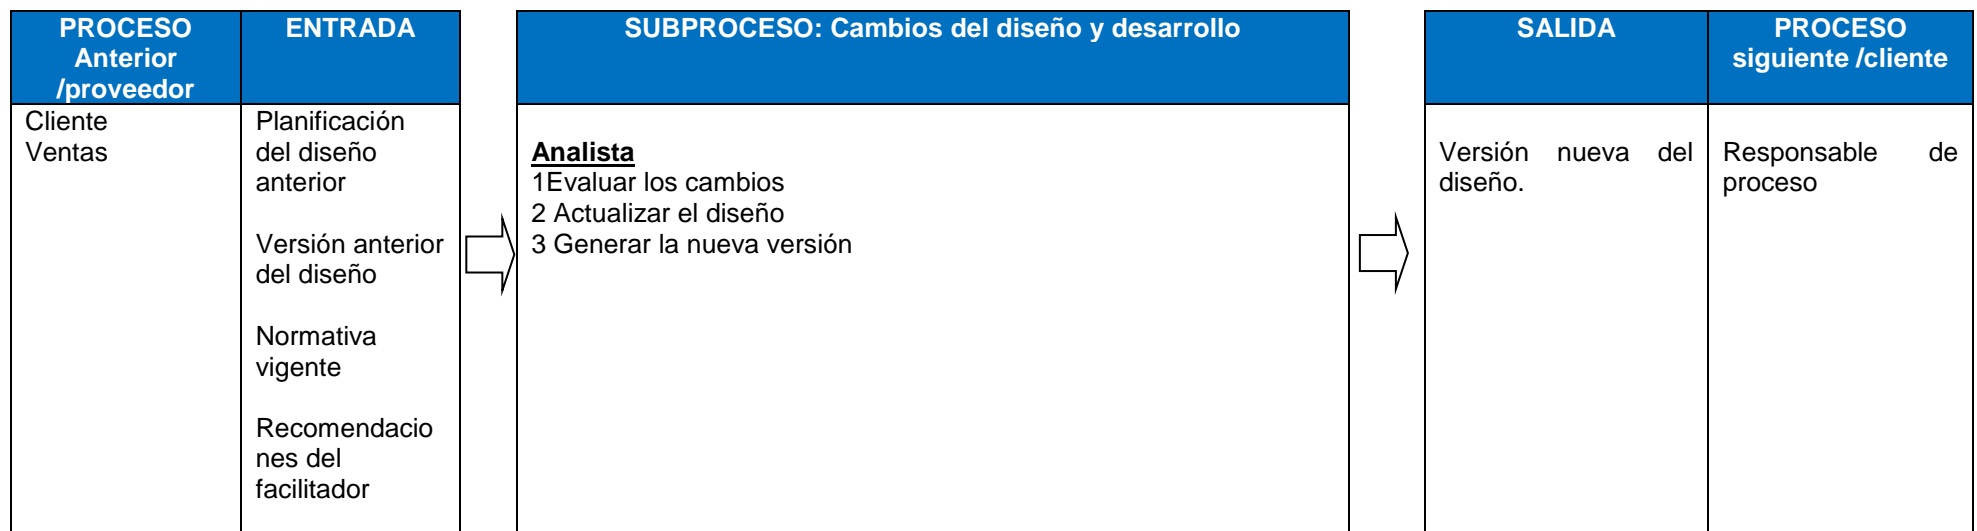 PROCESO
Anterior
/proveedor
ENTRADA
SUBPROCESO: Cambios del diseño y desarrollo
SALIDA
PROCESO
siguiente /cliente
Cliente
Ventas
Planificación
del diseño
anterior
Versión anterior
del diseño
Normativa
vigente
Recomendacio
nes del
facilitador
Analista
1Evaluar los cambios
2 Actualizar el diseño
3 Generar la nueva versión
Versión nueva del
diseño.
Responsable de
proceso